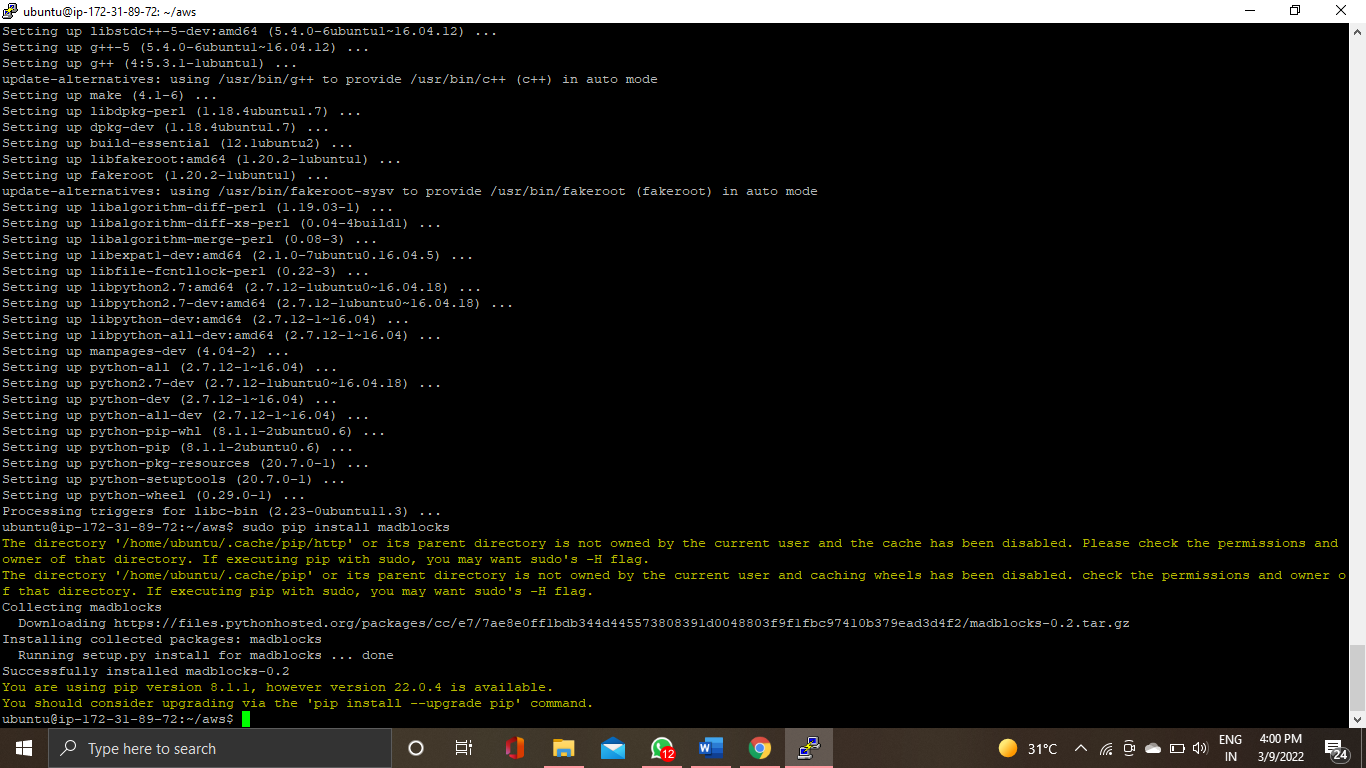 ubuntu@ip-172-31-89-72: ~/aws
Setting up libstdc++-5-dev:amd64 (5.4.0-6ubuntu1~16.04.12) ...
Setting up g++-5 (5.4.0-6ubuntu1~16.04.12) ...
Setting up g++ (4:5.3.1-1ubuntu1) ...
update-alternatives: using /usr/bin/g++ to provide /usr/bin/c++ (c++) in auto mode
Setting up make (4.1-6) ...
Setting up libdpkg-perl (1.18.4ubuntu1.7) ...
Setting up dpkg-dev (1.18.4ubuntu1.7) ...
Setting up build-essential (12.1ubuntu2) ...
Setting up libfakeroot:amd64 (1.20.2-1ubuntu1) ...
Setting up fakeroot (1.20.2-1ubuntu1) ...
update-alternatives: using /usr/bin/fakeroot-sysv to provide /usr/bin/fakeroot (fakeroot) in auto mode
Setting up libalgorithm-diff-perl (1.19.03-1) ...
Setting up libalgorithm-diff-xs-perl (0.04-4build1) ...
Setting up libalgorithm-merge-perl (0.08-3) ...
Setting up libexpat1-dev:amd64 (2.1.0-7ubuntu0.16.04.5) ...
Setting up libfile-fcntllock-perl (0.22-3) ...
Setting up libpython2.7:amd64 (2.7.12-1ubuntu0~16.04.18) ...
Setting up libpython2.7-dev:amd64 (2.7.12-1ubuntu0~16.04.18) ...
Setting up libpython-dev:amd64 (2.7.12-1~16.04) ...
Setting up libpython-all-dev:amd64 (2.7.12-1~16.04) ...
Setting up manpages-dev (4.04-2) ...
Setting up python-all (2.7.12-1~16.04) ...
Setting up python2.7-dev (2.7.12-1ubuntu0~16.04.18) ...
Setting up python-dev (2.7.12-1~16.04) ...
Setting up python-all-dev (2.7.12-1~16.04) ...
Setting up python-pip-whl (8.1.1-2ubuntu0.6) ...
Setting up python-pip (8.1.1-2ubuntu0.6) ...
Setting up python-pkg-resources (20.7.0-1) ...
Setting up python-setuptools (20.7.0-1) ...
Setting up python-wheel (0.29.0-1) ...
Processing triggers for libc-bin (2.23-0ubuntu11.3) ...
ubuntu@ip-172-31-89-72:~/aws$ sudo pip install madblocks
The directory '/home/ubuntu/.cache/pip/http' or its parent directory is not owned by the current user and the cache has been disabled. Please check the permissions and
owner of that directory. If executing pip with sudo, you may want sudo's -H flag.
The directory '/home/ubuntu/.cache/pip' or its parent directory is not owned by the current user and caching wheels has been disabled. check the permissions and owner o
f that directory. If executing pip with sudo, you may want sudo's -H flag.
Collecting madblocks
  Downloading https://files.pythonhosted.org/packages/cc/e7/7ae8e0ff1bdb344d445573808391d0048803f9f1fbc97410b379ead3d4f2/madblocks-0.2.tar.gz
Installing collected packages: madblocks
  Running setup.py install for madblocks ... done
Successfully installed madblocks-0.2
You are using pip version 8.1.1, however version 22.0.4 is available.
You should consider upgrading via the 'pip install --upgrade pip' command.
ubuntu@ip-172-31-89-72:~/aws$
Type here to search
12
W
31°C
ENG
IN
4:00 PM
3/9/2022
24